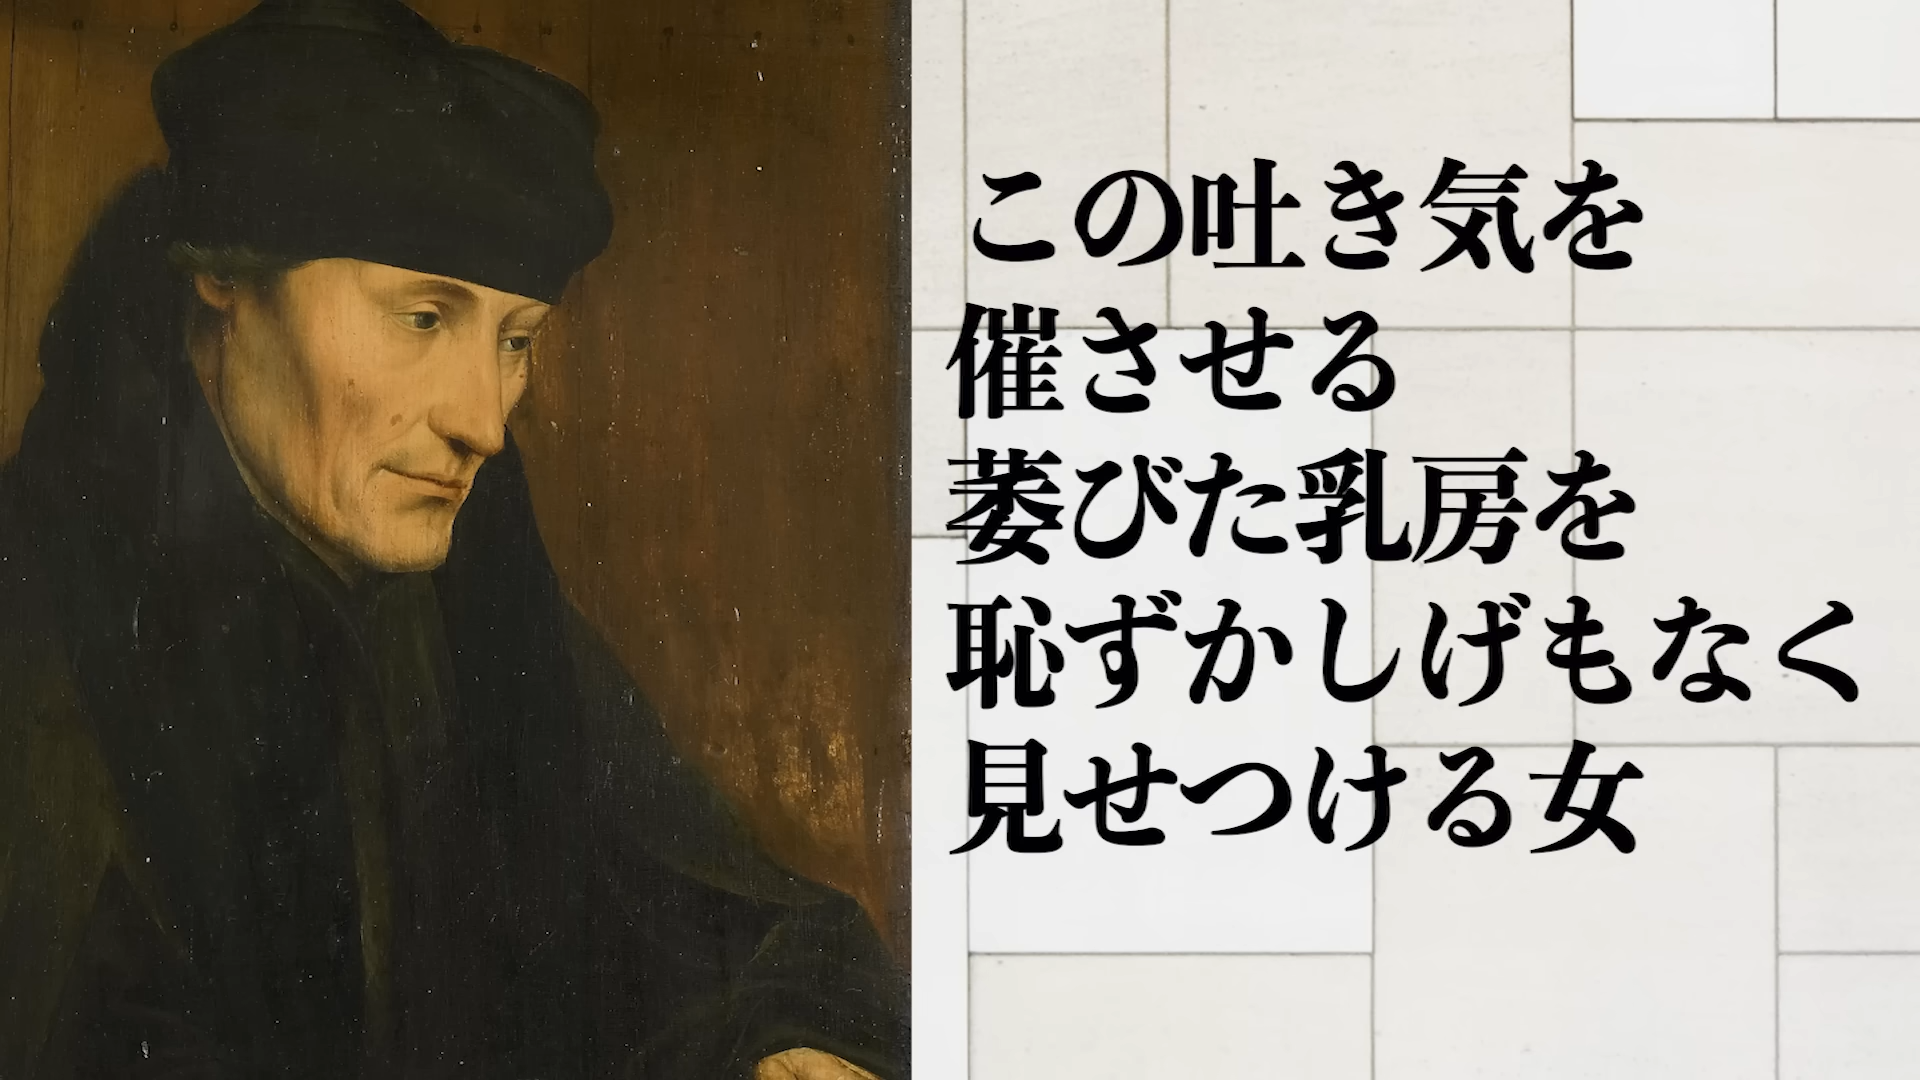 この吐き気を
催させる
萎びた乳房を
恥ずかしげもなく
見せつける女